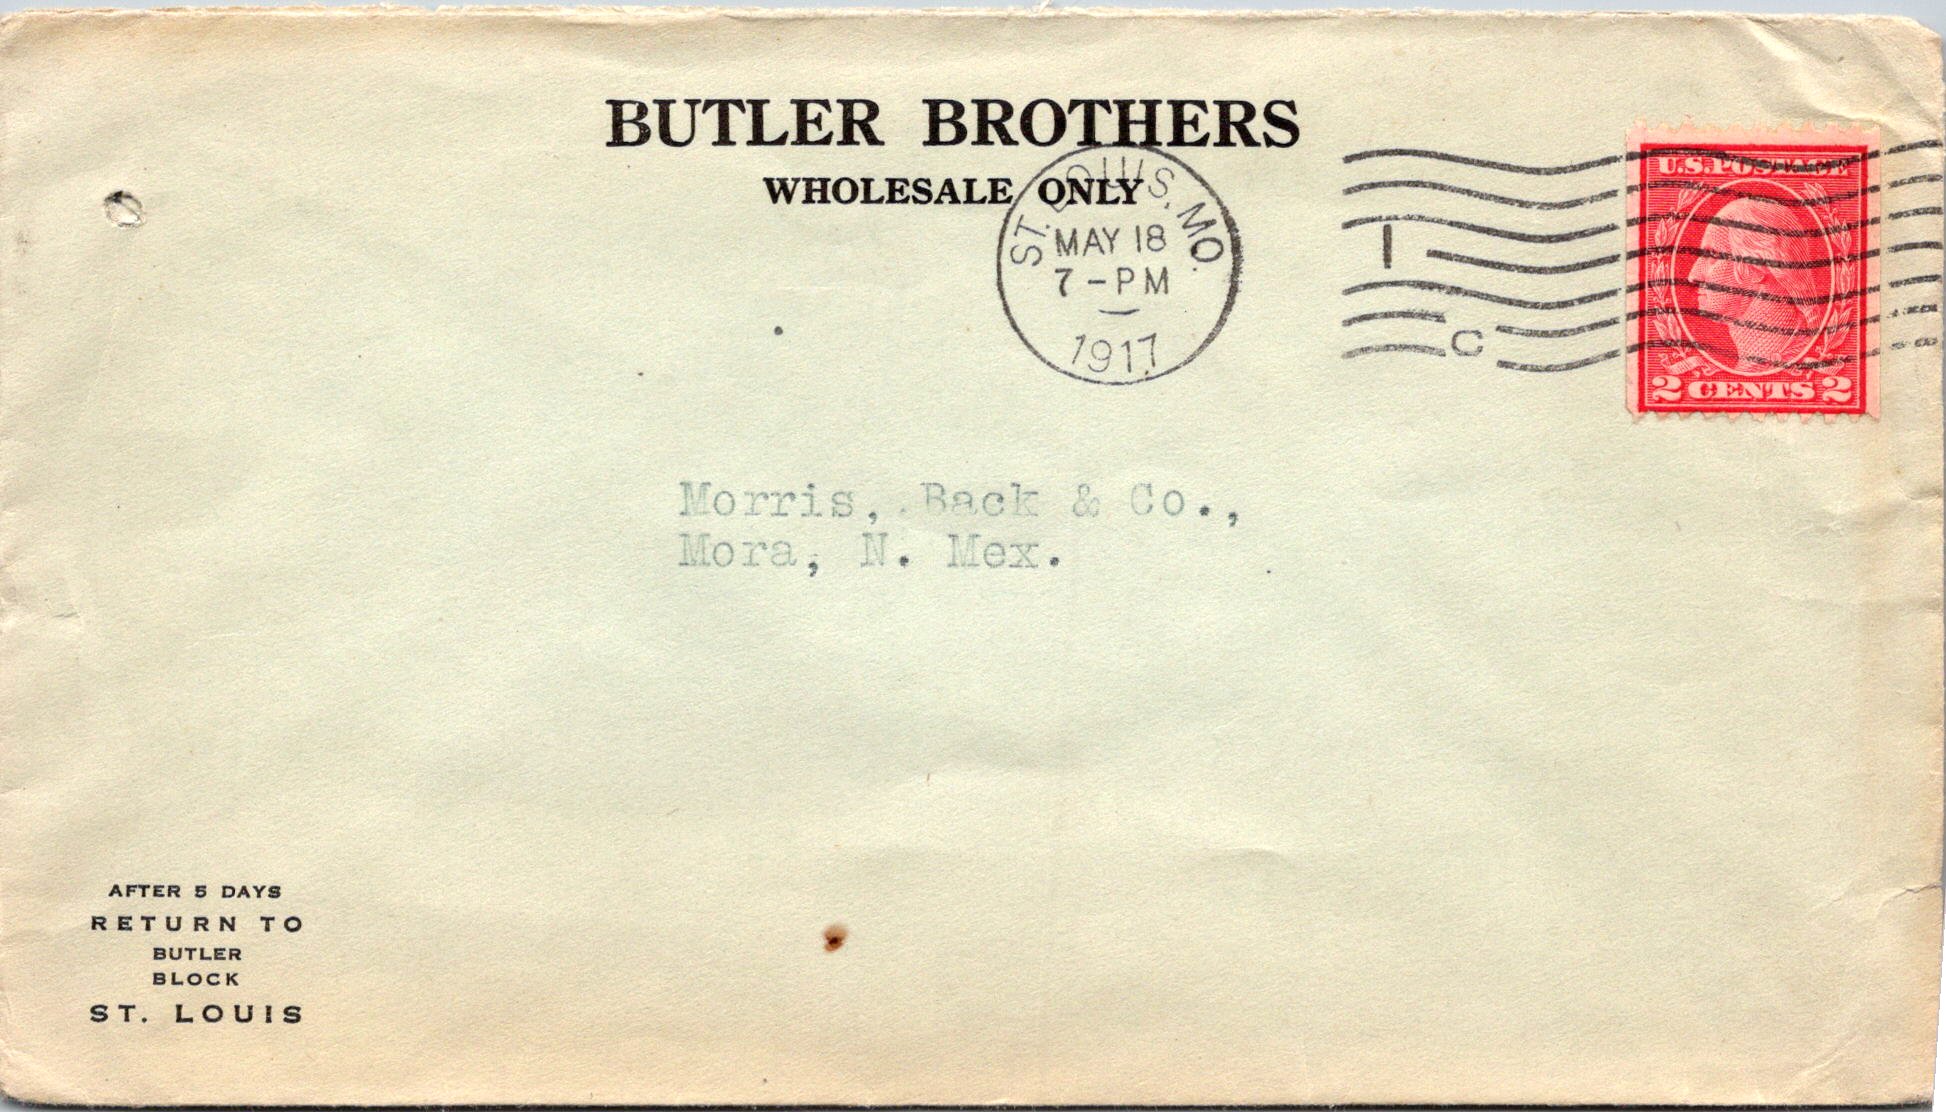 BUTLER BROTHERS
WHOLESALE ONLY
ST. LOUIS, MO.
MAY 18
7-PM
1917
I
C
U.S. POSTAGE
2 CENTS 2
Morris, Back & Co.,
Mora, N. Mex.
AFTER 5 DAYS
RETURN TO
BUTLER
BLOCK
ST. LOUIS